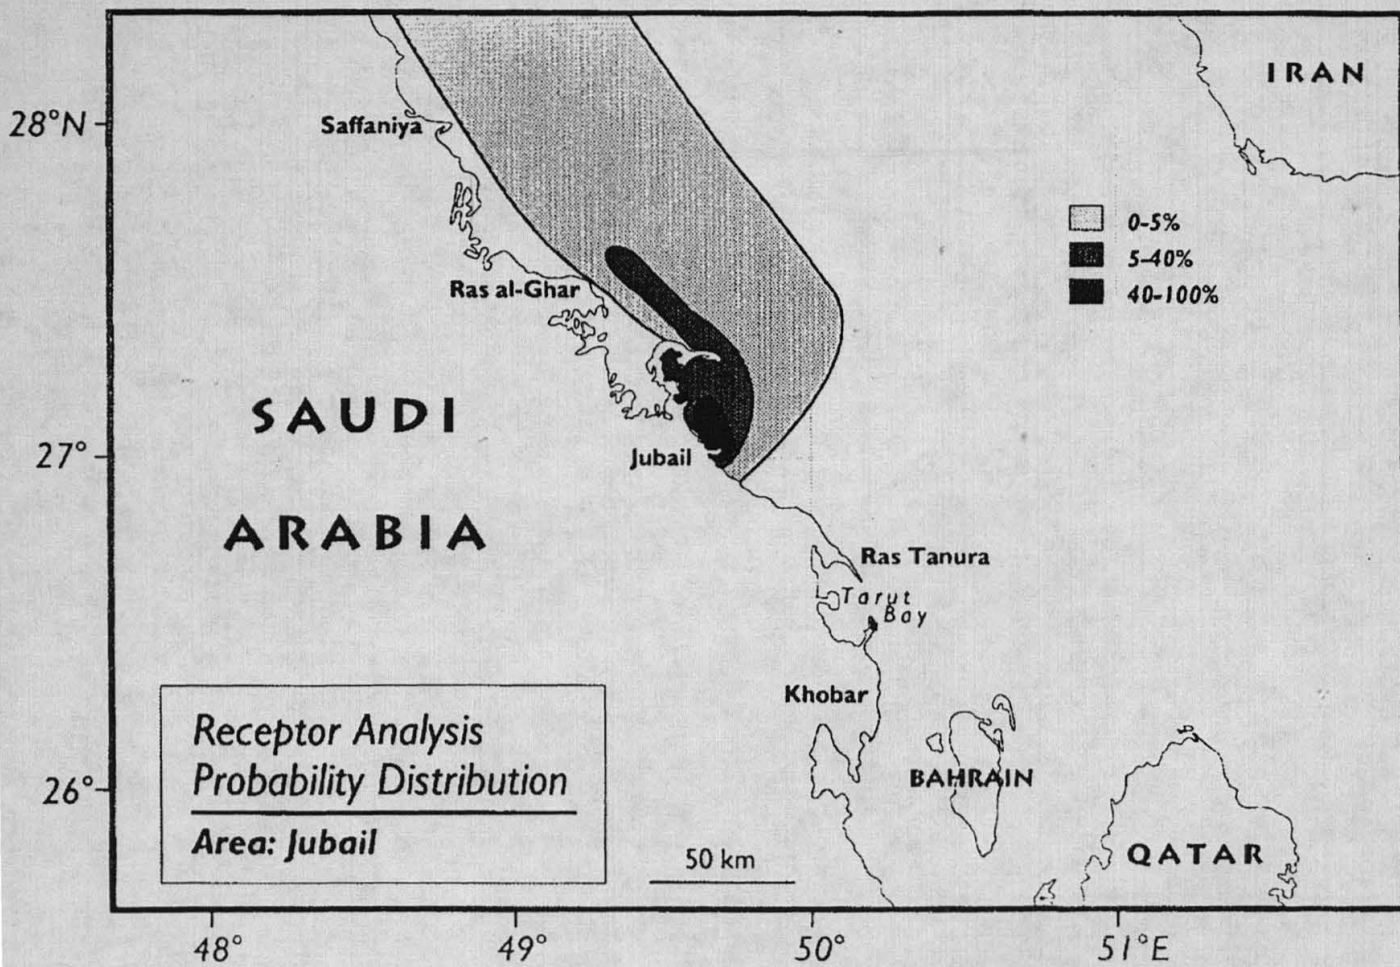 IRAN
28°N
Saffaniya
0-5%
5-40%
40-100%
Ras al-Ghar
SAUDI
27°
Jubail
ARABIA
Ras Tanura
Tarut
Bay
Khobar
Receptor Analysis
Probability Distribution
Area: Jubail
26°
BAHRAIN
50 km
QATAR
48°
49°
50°
51°E